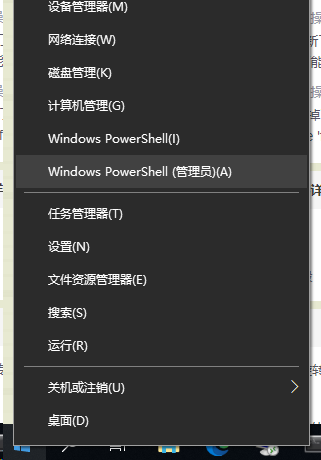 设备管理器(M)
网络连接(W)
磁盘管理(K)
计算机管理(G)
Windows PowerShell(I)
Windows PowerShell (管理员)(A)
任务管理器(T)
设置(N)
文件资源管理器(E)
搜索(S)
运行(R)
关机或注销(U)
桌面(D)